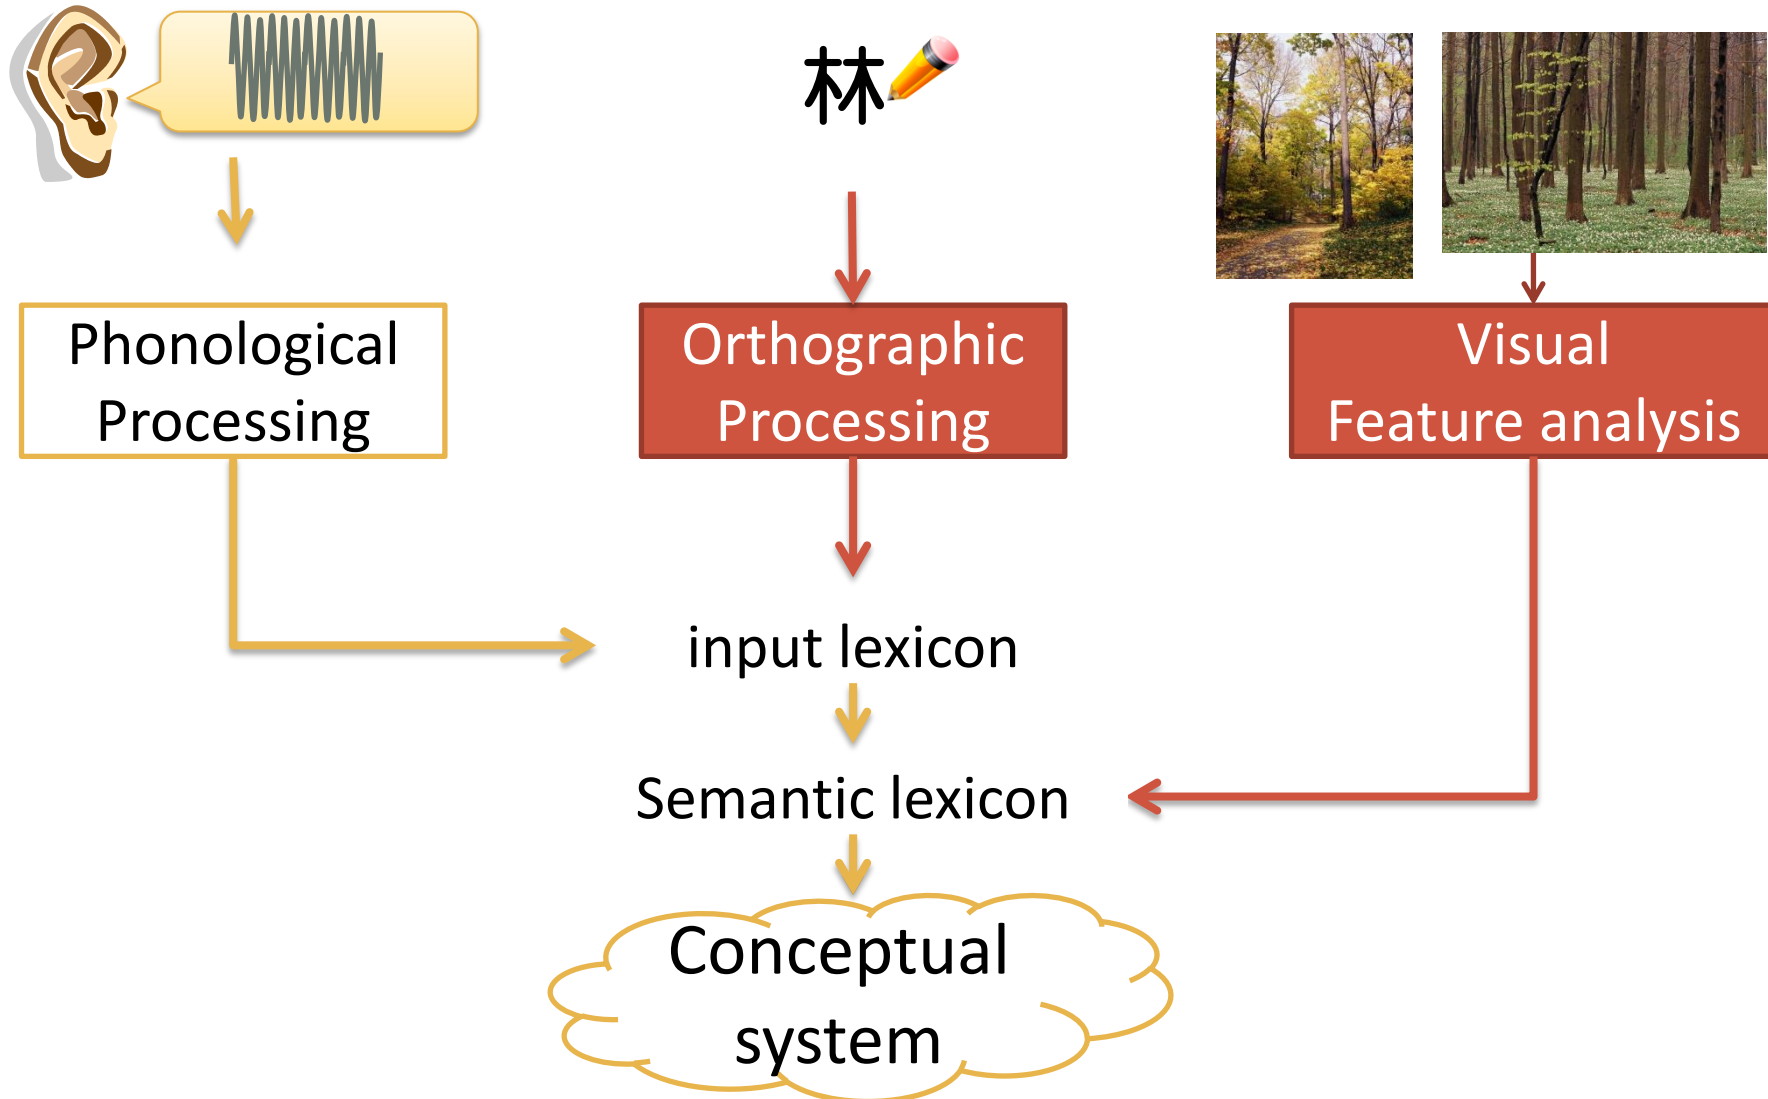 林
Phonological
Processing
Orthographic
Processing
Visual
Feature analysis
input lexicon
Semantic lexicon
Conceptual
system